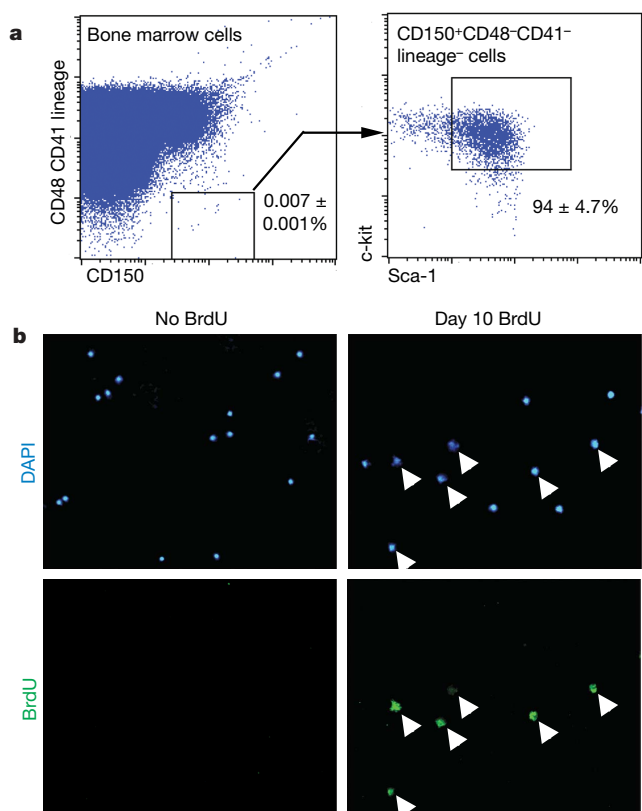 a
Bone marrow cells
CD48 CD41 lineage
0.007 ±
0.001%
CD150
CD150⁺CD48⁻CD41⁻
lineage⁻ cells
94 ± 4.7%
c-kit
Sca-1
b
No BrdU
Day 10 BrdU
DAPI
BrdU